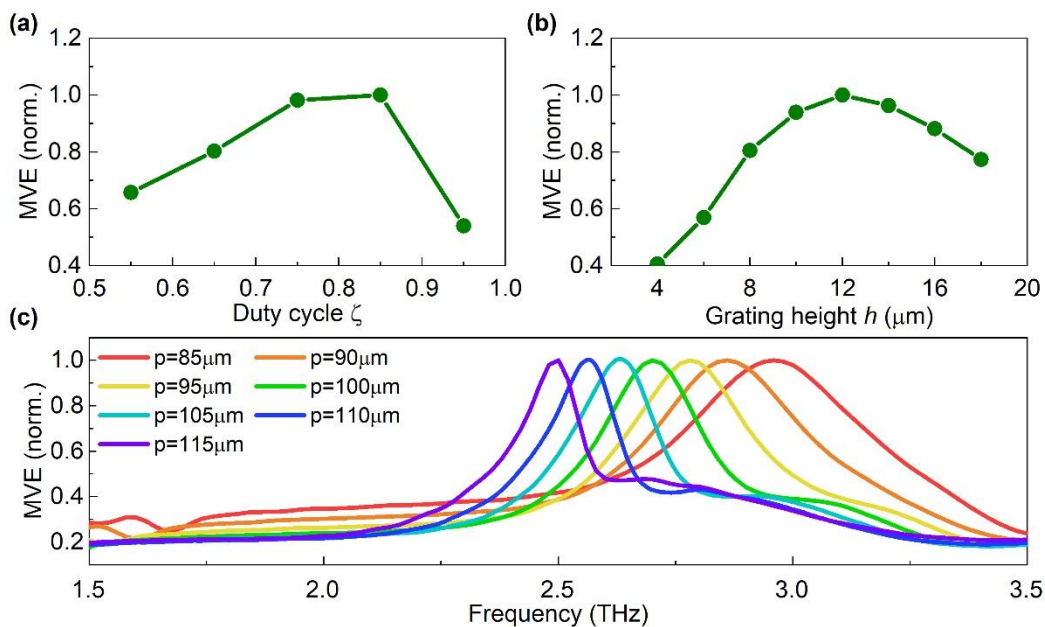 (a)
1.2
1.0
0.8
0.6
0.4
MVE (norm.)
0.5 0.6 0.7 0.8 0.9 1.0
Duty cycle ζ
(b)
1.2
1.0
0.8
0.6
0.4
MVE (norm.)
4 8 12 16 20
Grating height h (μm)
(c)
1.0
0.8
0.6
0.4
0.2
MVE (norm.)
p=85μm p=90μm
p=95μm p=100μm
p=105μm p=110μm
p=115μm
1.5 2.0 2.5 3.0 3.5
Frequency (THz)